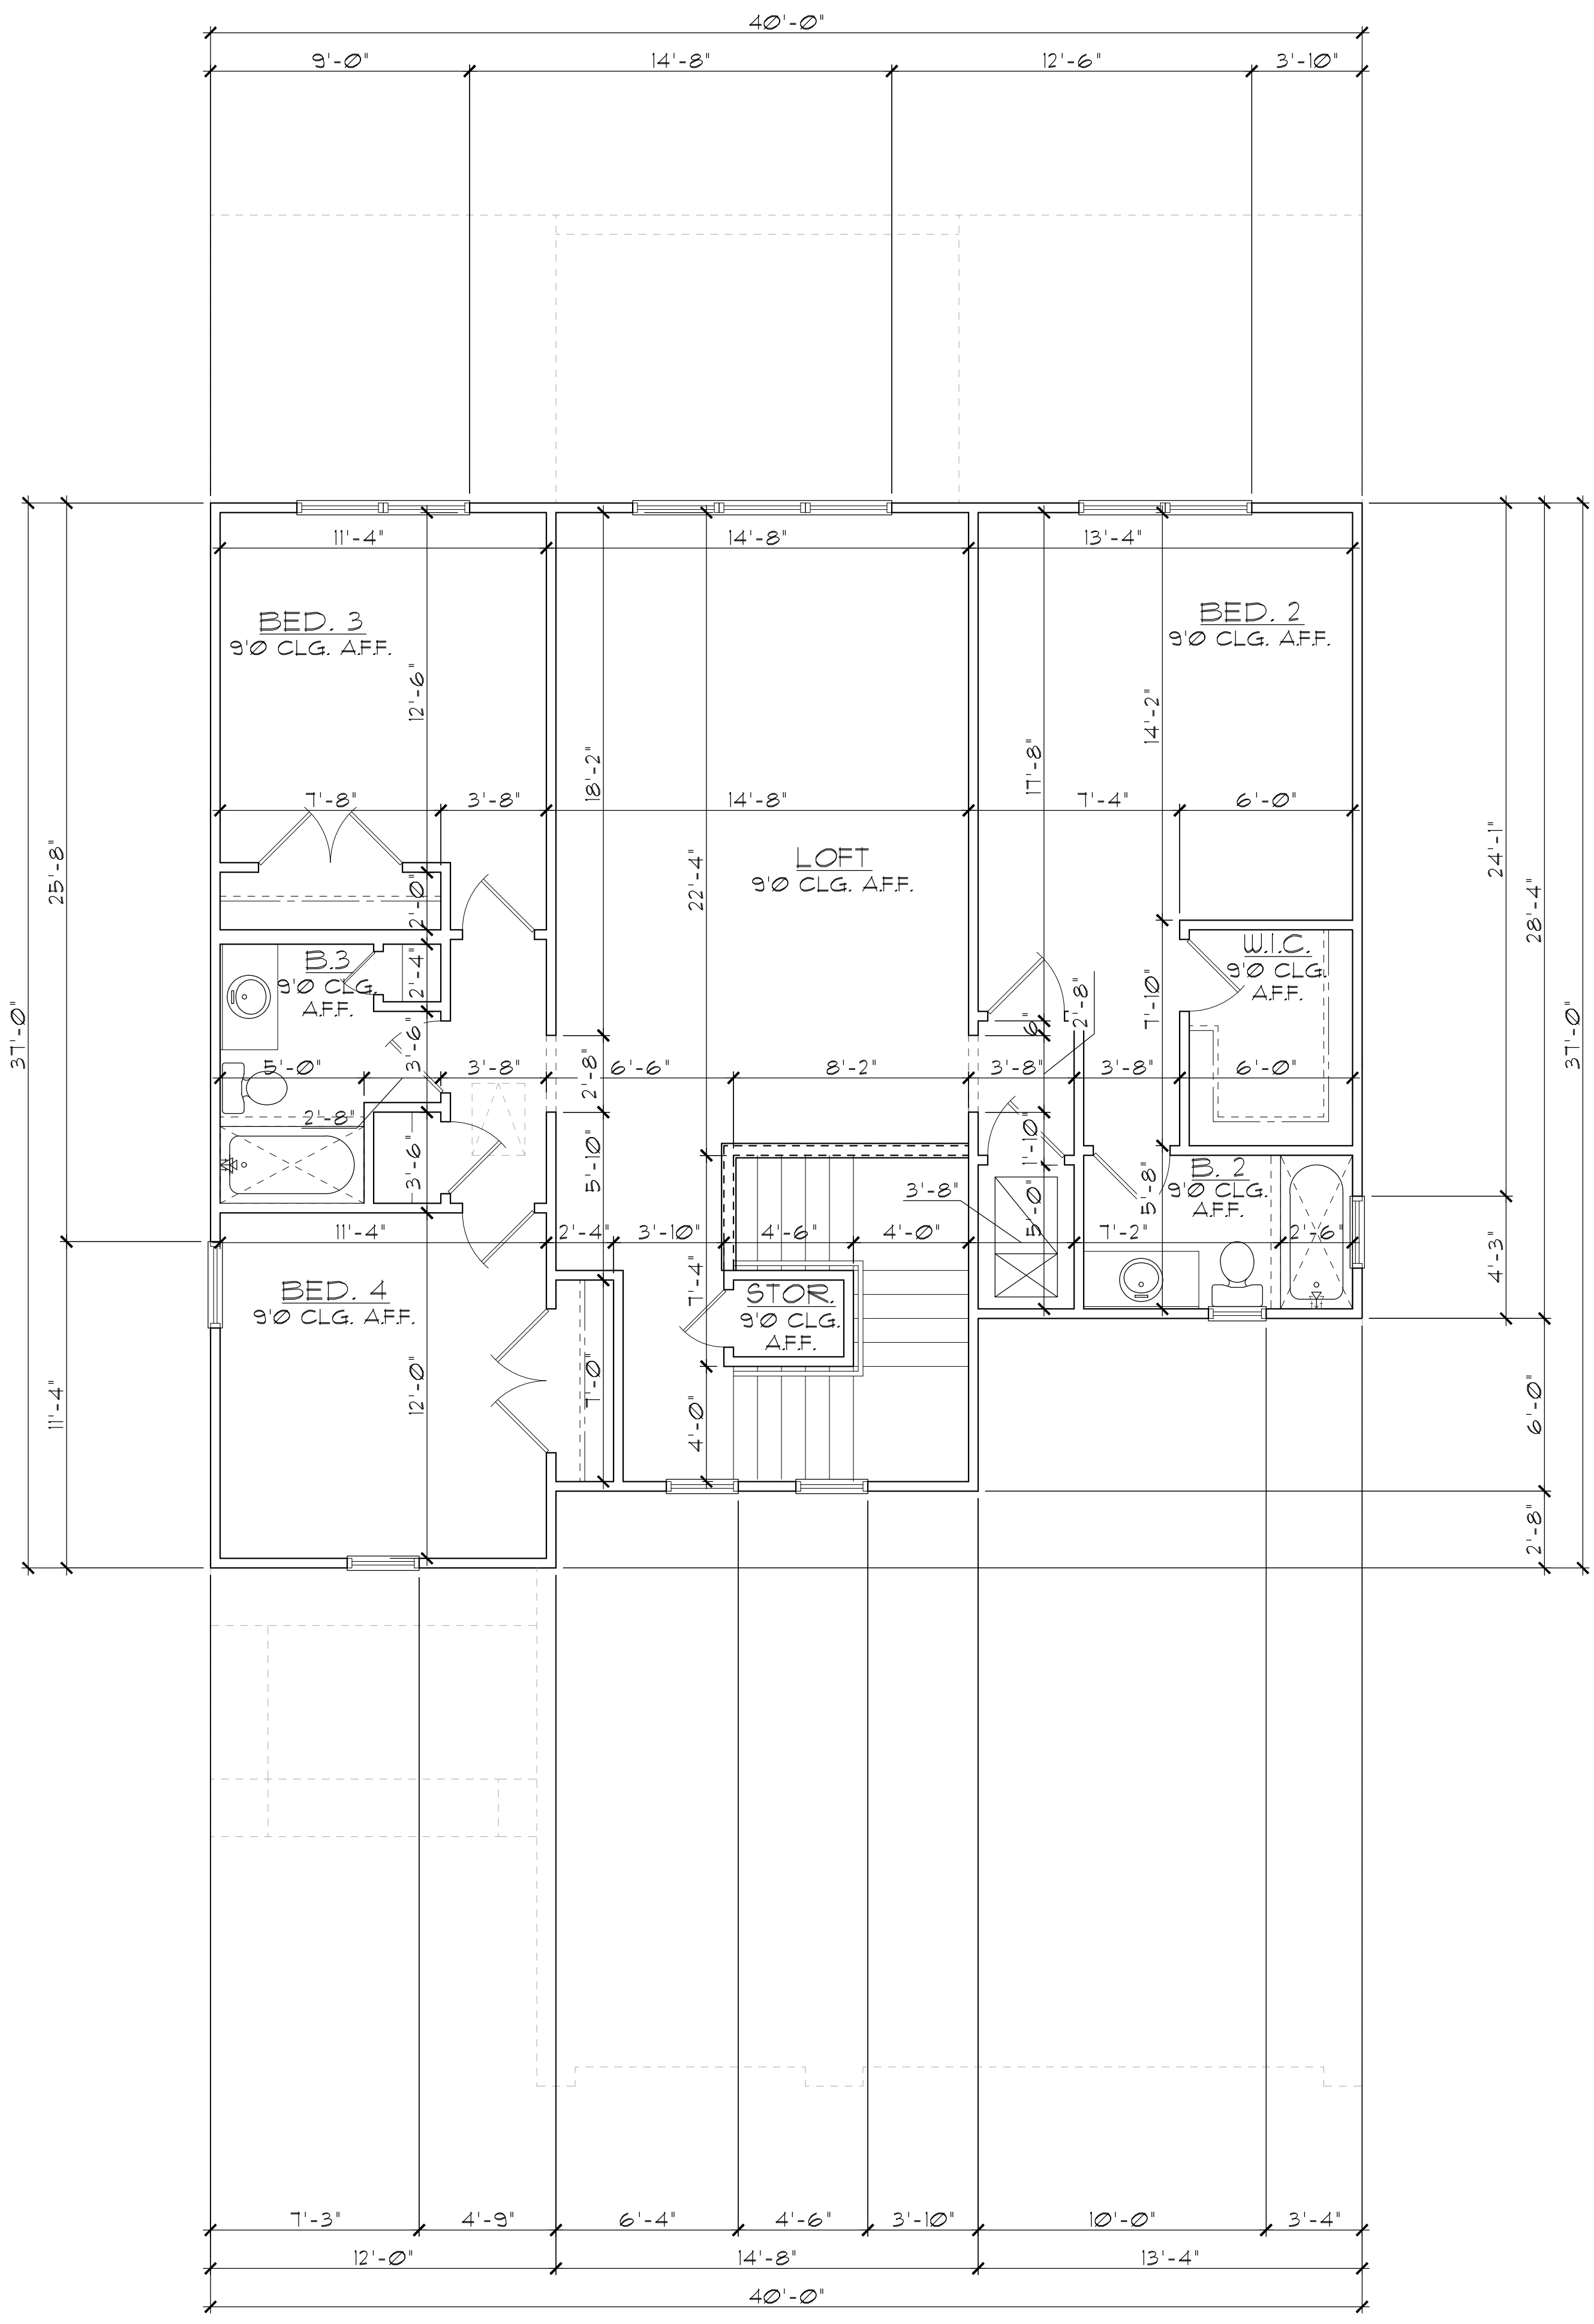 40'-0"
9'-0" 14'-8" 12'-6" 3'-10"
11'-4" 14'-8" 13'-4"
BED. 3
9'0 CLG. A.F.F.
BED. 2
9'0 CLG. A.F.F.
12'-6"
14'-2"
18'-2"
17'-8"
7'-8" 3'-8" 14'-8" 7'-4" 6'-0"
LOFT
9'0 CLG. A.F.F.
22'-4"
25'-8"
24'-1"
28'-4"
2'-0"
B.3
9'0 CLG.
A.F.F.
2'-4"
W.I.C.
9'0 CLG.
A.F.F.
7'-10"
2'-8"
6"
37'-0"
37'-0"
3'-6"
5'-0" 3'-8" 2'-8" 6'-6" 8'-2" 3'-8" 3'-8" 6'-0"
2'-8"
3'-6"
5'-10"
1'-10"
B. 2
9'0 CLG.
A.F.F.
5'-8"
3'-8"
5'-0"
11'-4" 2'-4" 3'-10" 4'-6" 4'-0" 7'-2" 2'-6"
4'-3"
BED. 4
9'0 CLG. A.F.F.
7'-4"
STOR.
9'0 CLG.
A.F.F.
12'-0"
7'-0"
4'-0"
11'-4"
6'-0"
2'-8"
7'-3" 4'-9" 6'-4" 4'-6" 3'-10" 10'-0" 3'-4"
12'-0" 14'-8" 13'-4"
40'-0"